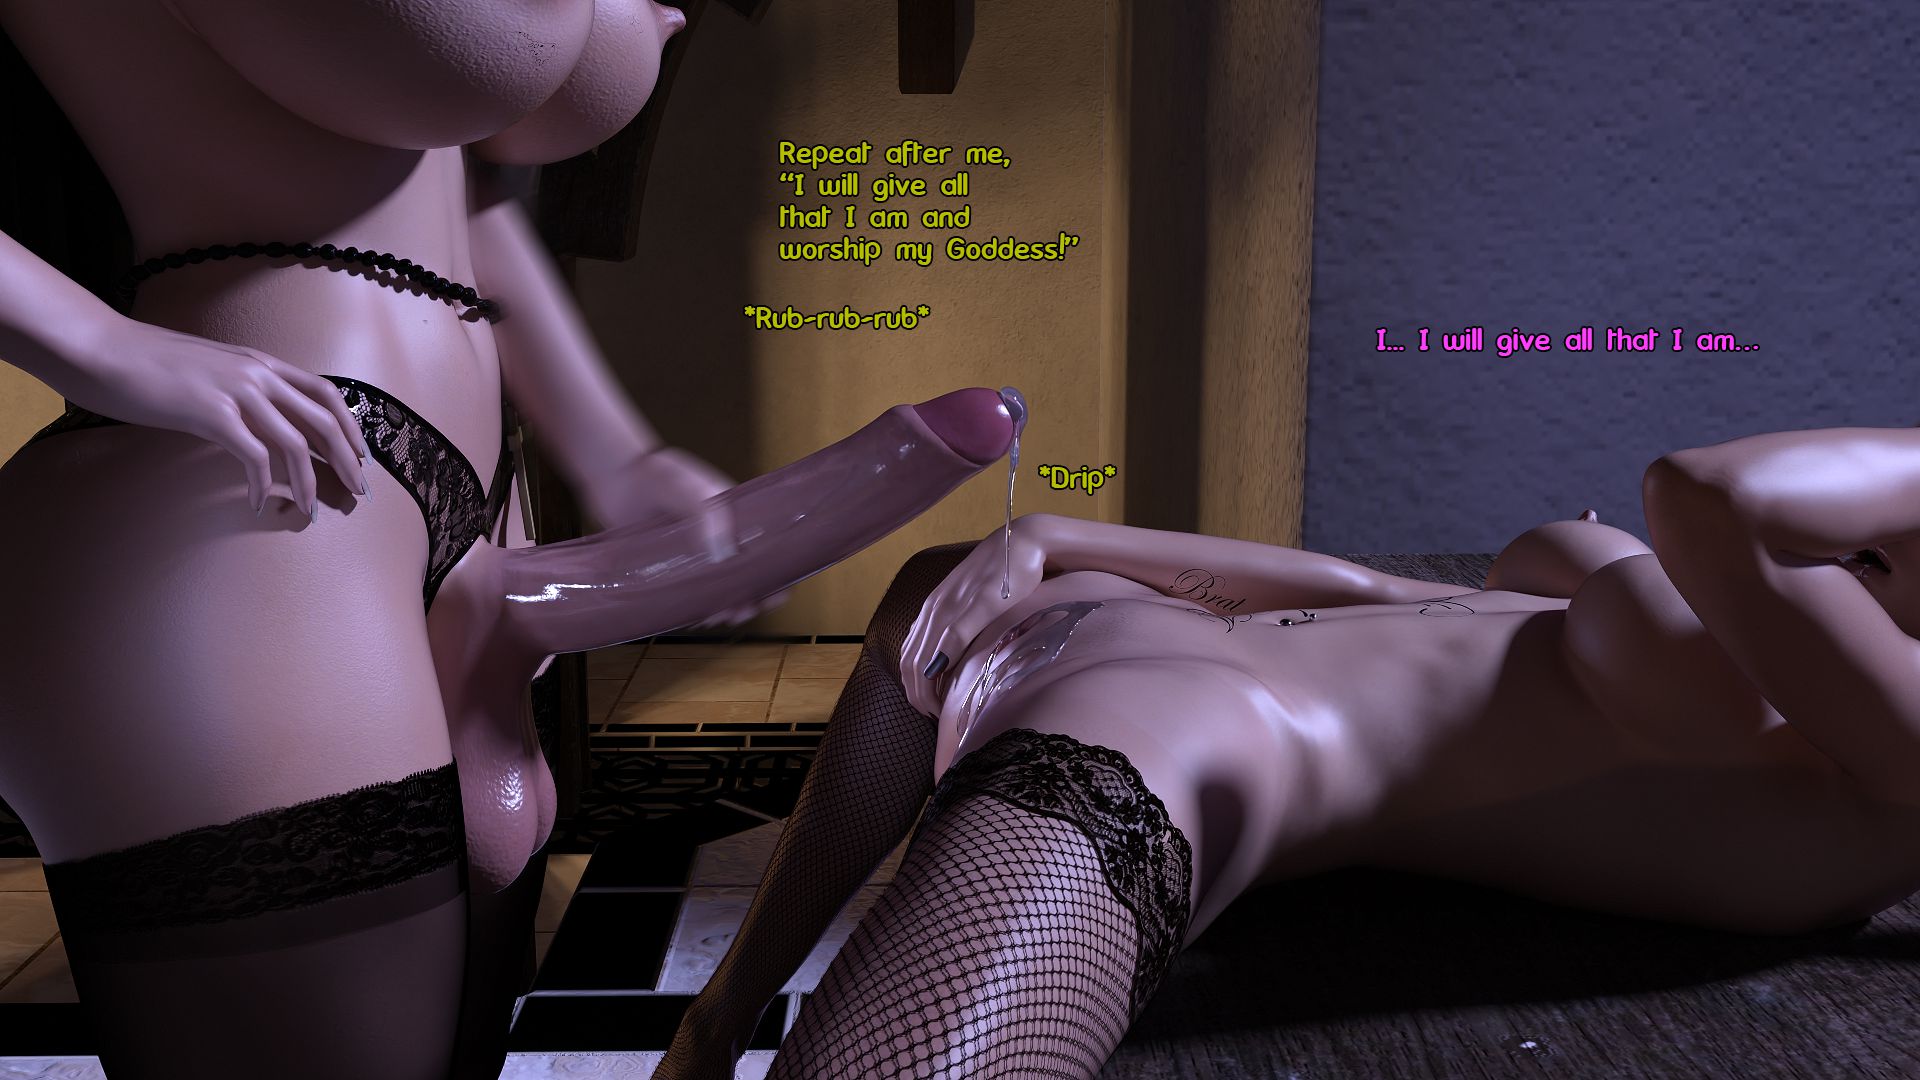 Repeat after me,
“I will give all
that I am and
worship my Goddess!”
*Rub-rub-rub*
I... I will give all that I am...
*Drip*
Brat